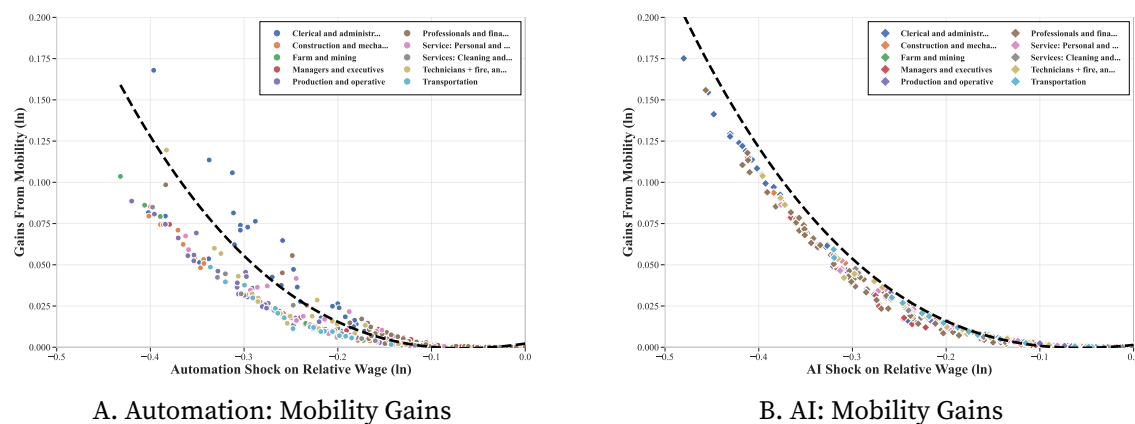 0.200
0.175
0.150
0.125
0.100
0.075
0.050
0.025
0.000
Gains From Mobility (ln)
Clerical and administr...
Construction and mecha...
Farm and mining
Managers and executives
Production and operative
Professionals and fina...
Service: Personal and ...
Services: Cleaning and...
Technicians + fire, an...
Transportation
−0.5 −0.4 −0.3 −0.2 −0.1 0.0
Automation Shock on Relative Wage (ln)
A. Automation: Mobility Gains
0.200
0.175
0.150
0.125
0.100
0.075
0.050
0.025
0.000
Gains From Mobility (ln)
Clerical and administr...
Construction and mecha...
Farm and mining
Managers and executives
Production and operative
Professionals and fina...
Service: Personal and ...
Services: Cleaning and...
Technicians + fire, an...
Transportation
−0.5 −0.4 −0.3 −0.2 −0.1
AI Shock on Relative Wage (ln)
B. AI: Mobility Gains